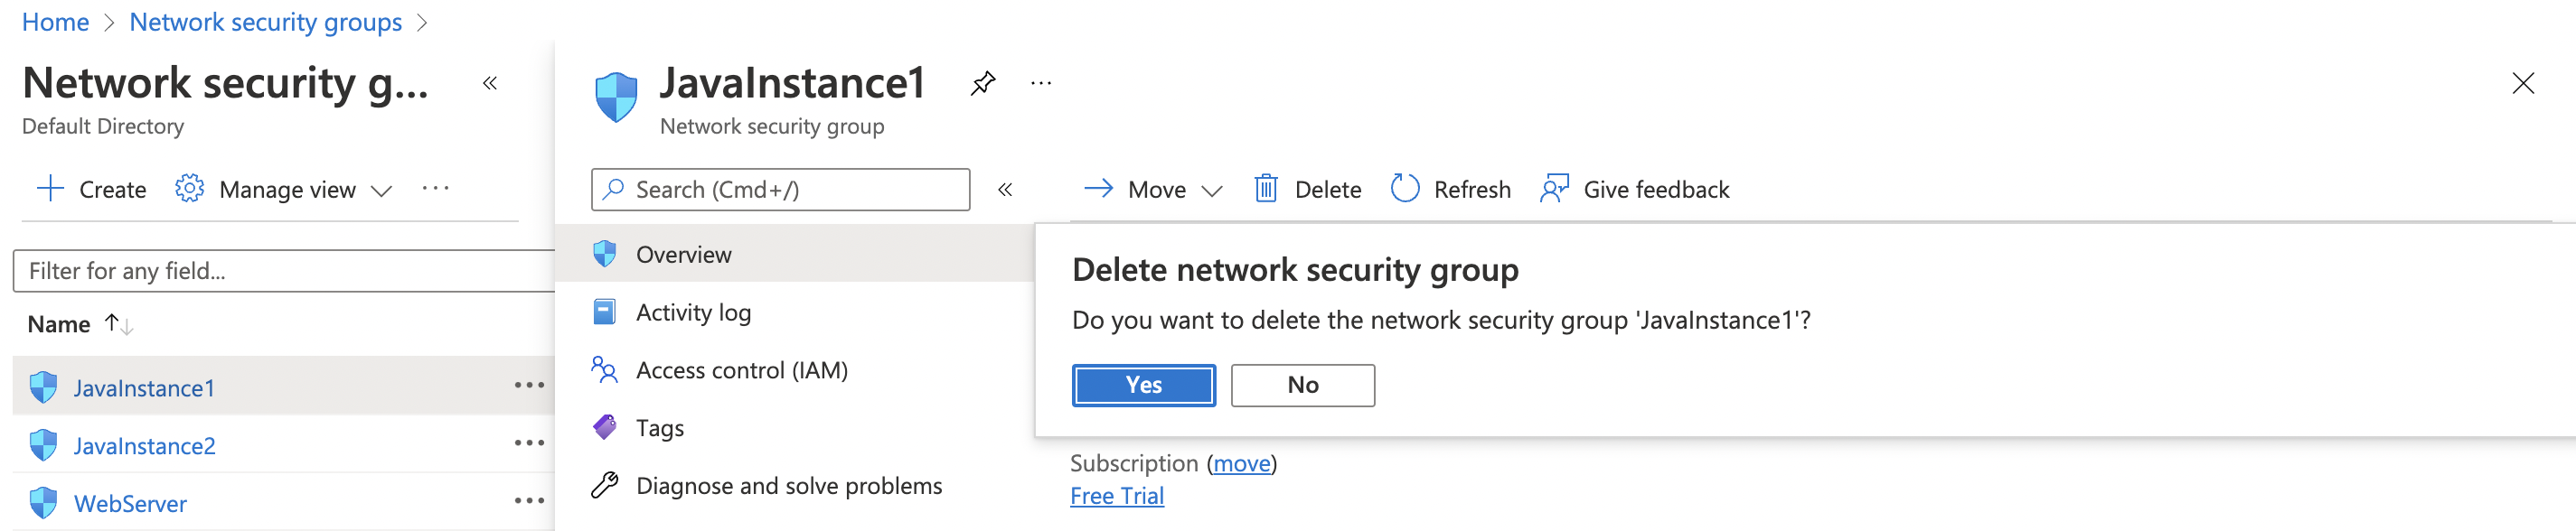 Home > Network security groups >
Network security g... «
Default Directory
Create Manage view ...
Filter for any field...
Name ↑↓
JavaInstance1 ...
JavaInstance2 ...
WebServer ...
JavaInstance1 ...
Network security group
Search (Cmd+/) «
Overview
Activity log
Access control (IAM)
Tags
Diagnose and solve problems
Move Delete Refresh Give feedback
Delete network security group
Do you want to delete the network security group 'JavaInstance1'?
Yes No
Subscription (move)
Free Trial